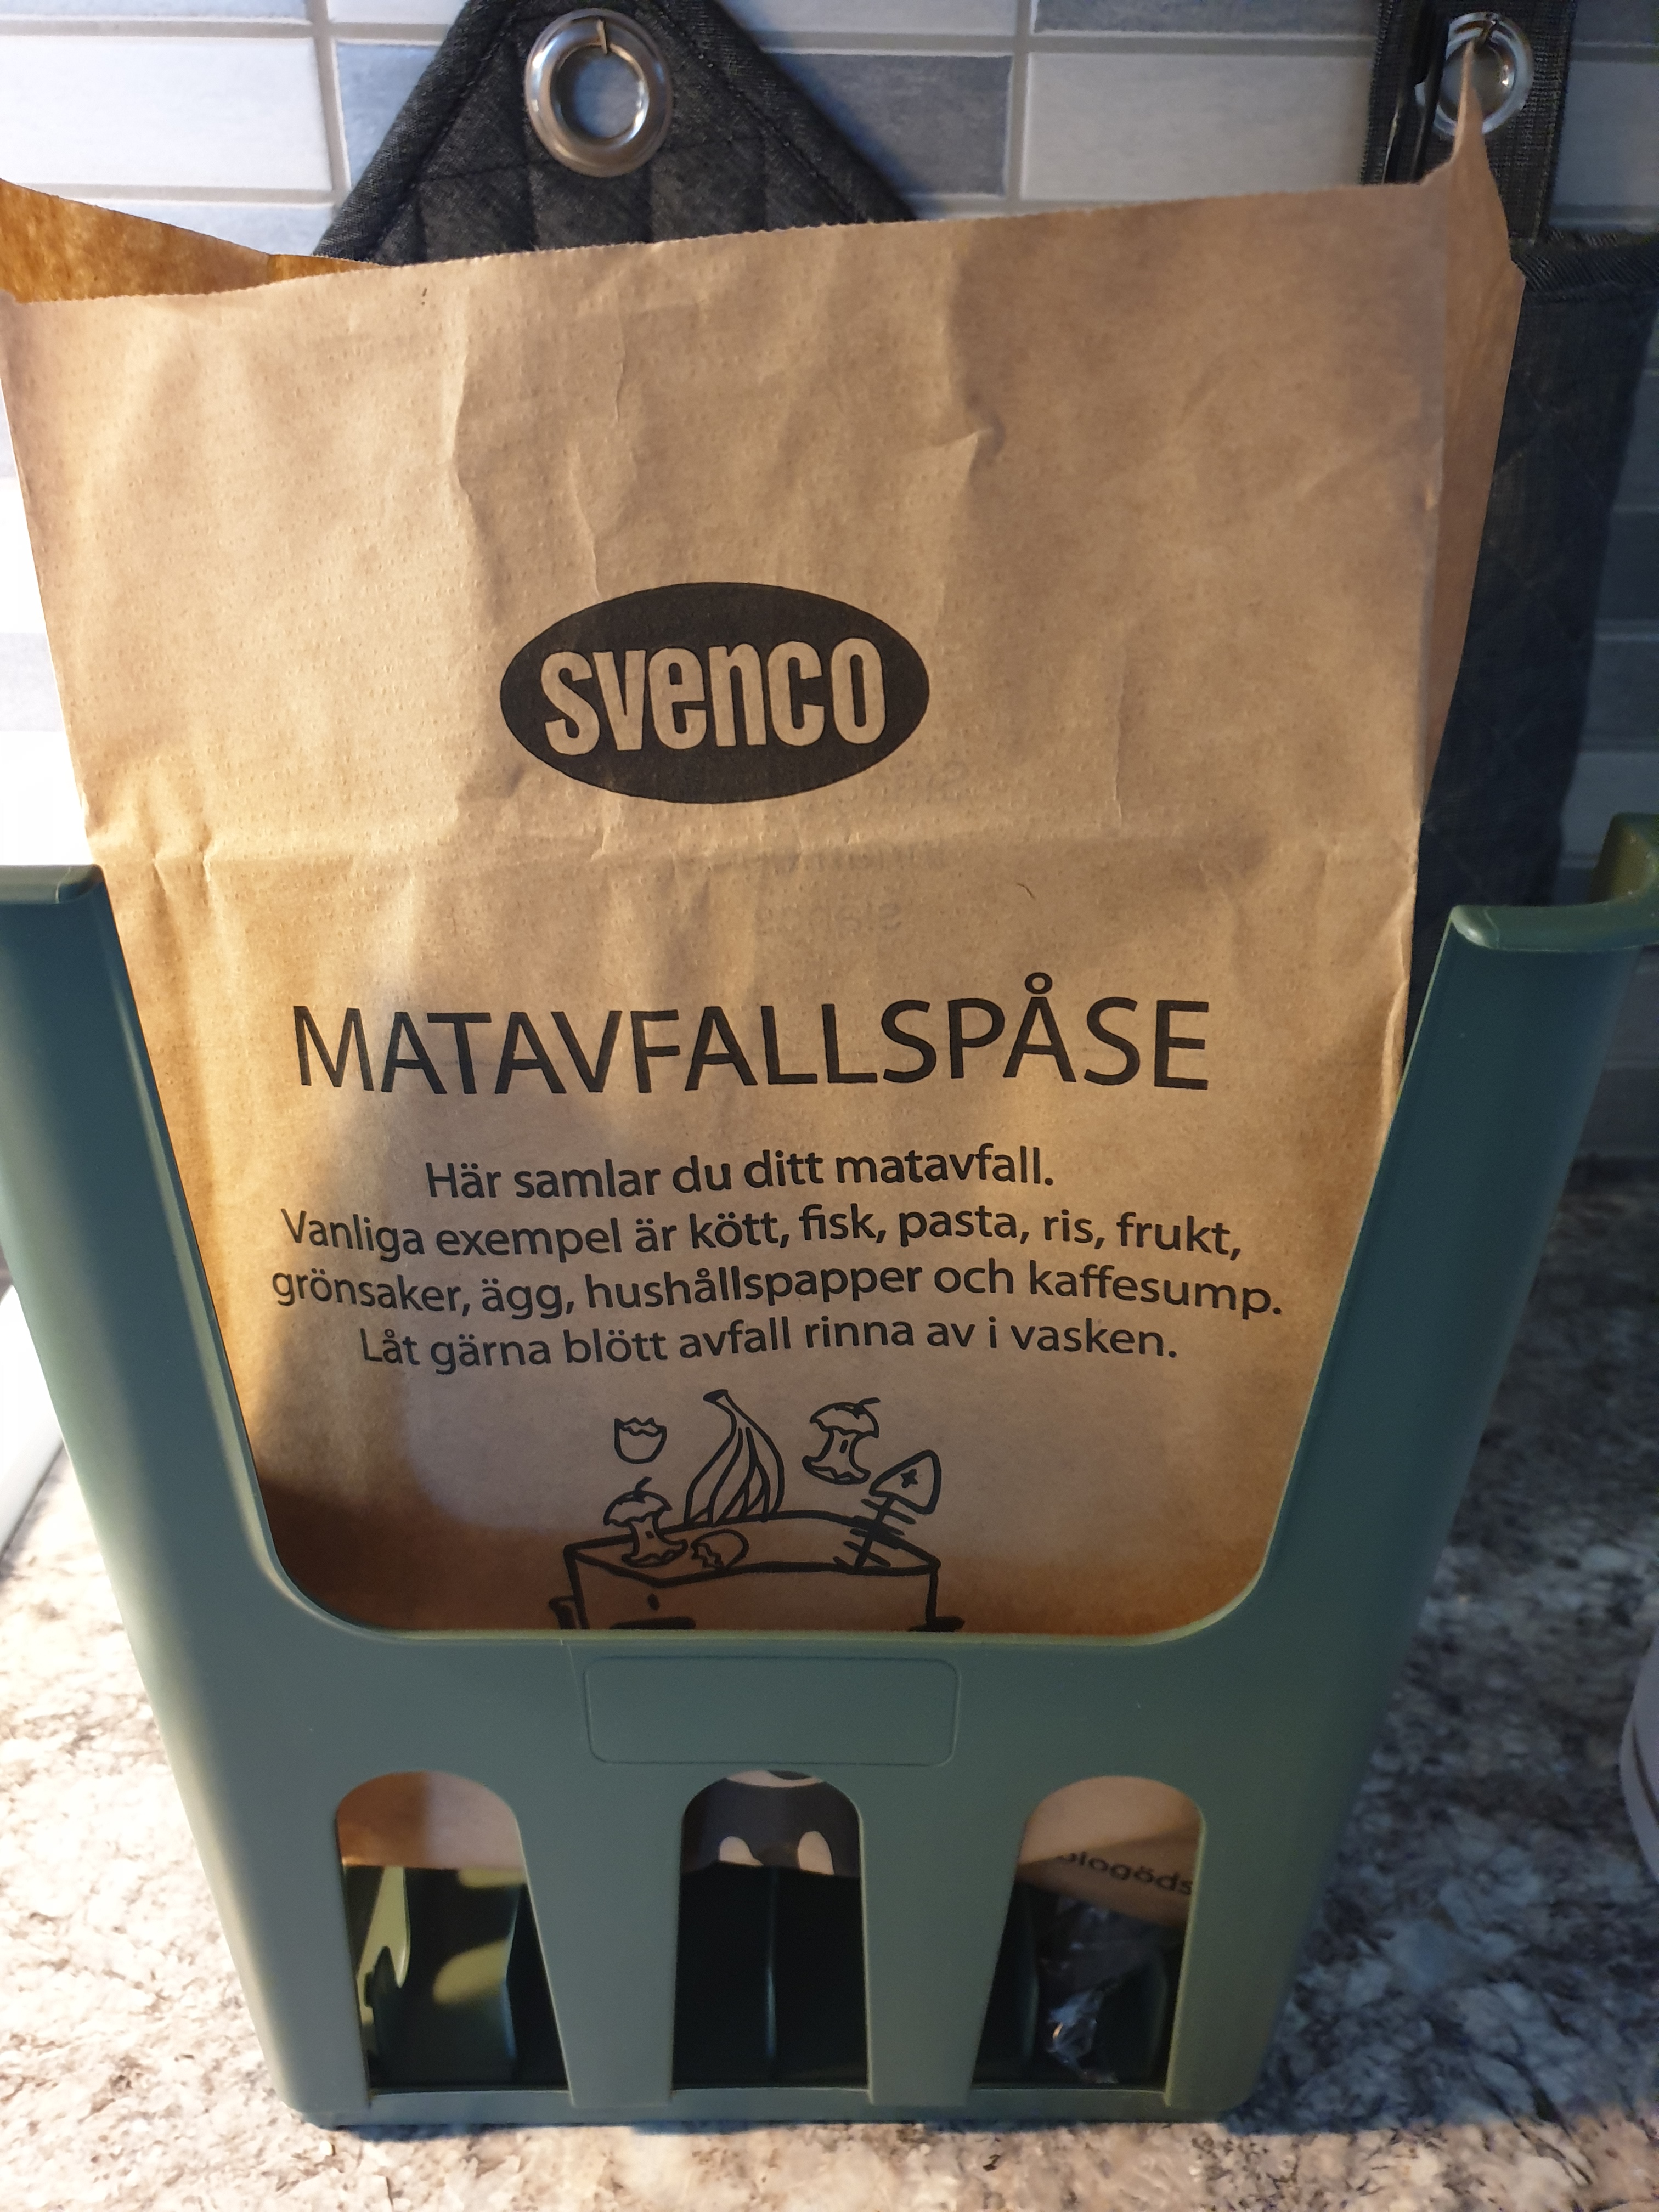 svenco
MATAVFALLSPÅSE
Här samlar du ditt matavfall.
Vanliga exempel är kött, fisk, pasta, ris, frukt,
grönsaker, ägg, hushållspapper och kaffesump.
Låt gärna blött avfall rinna av i vasken.